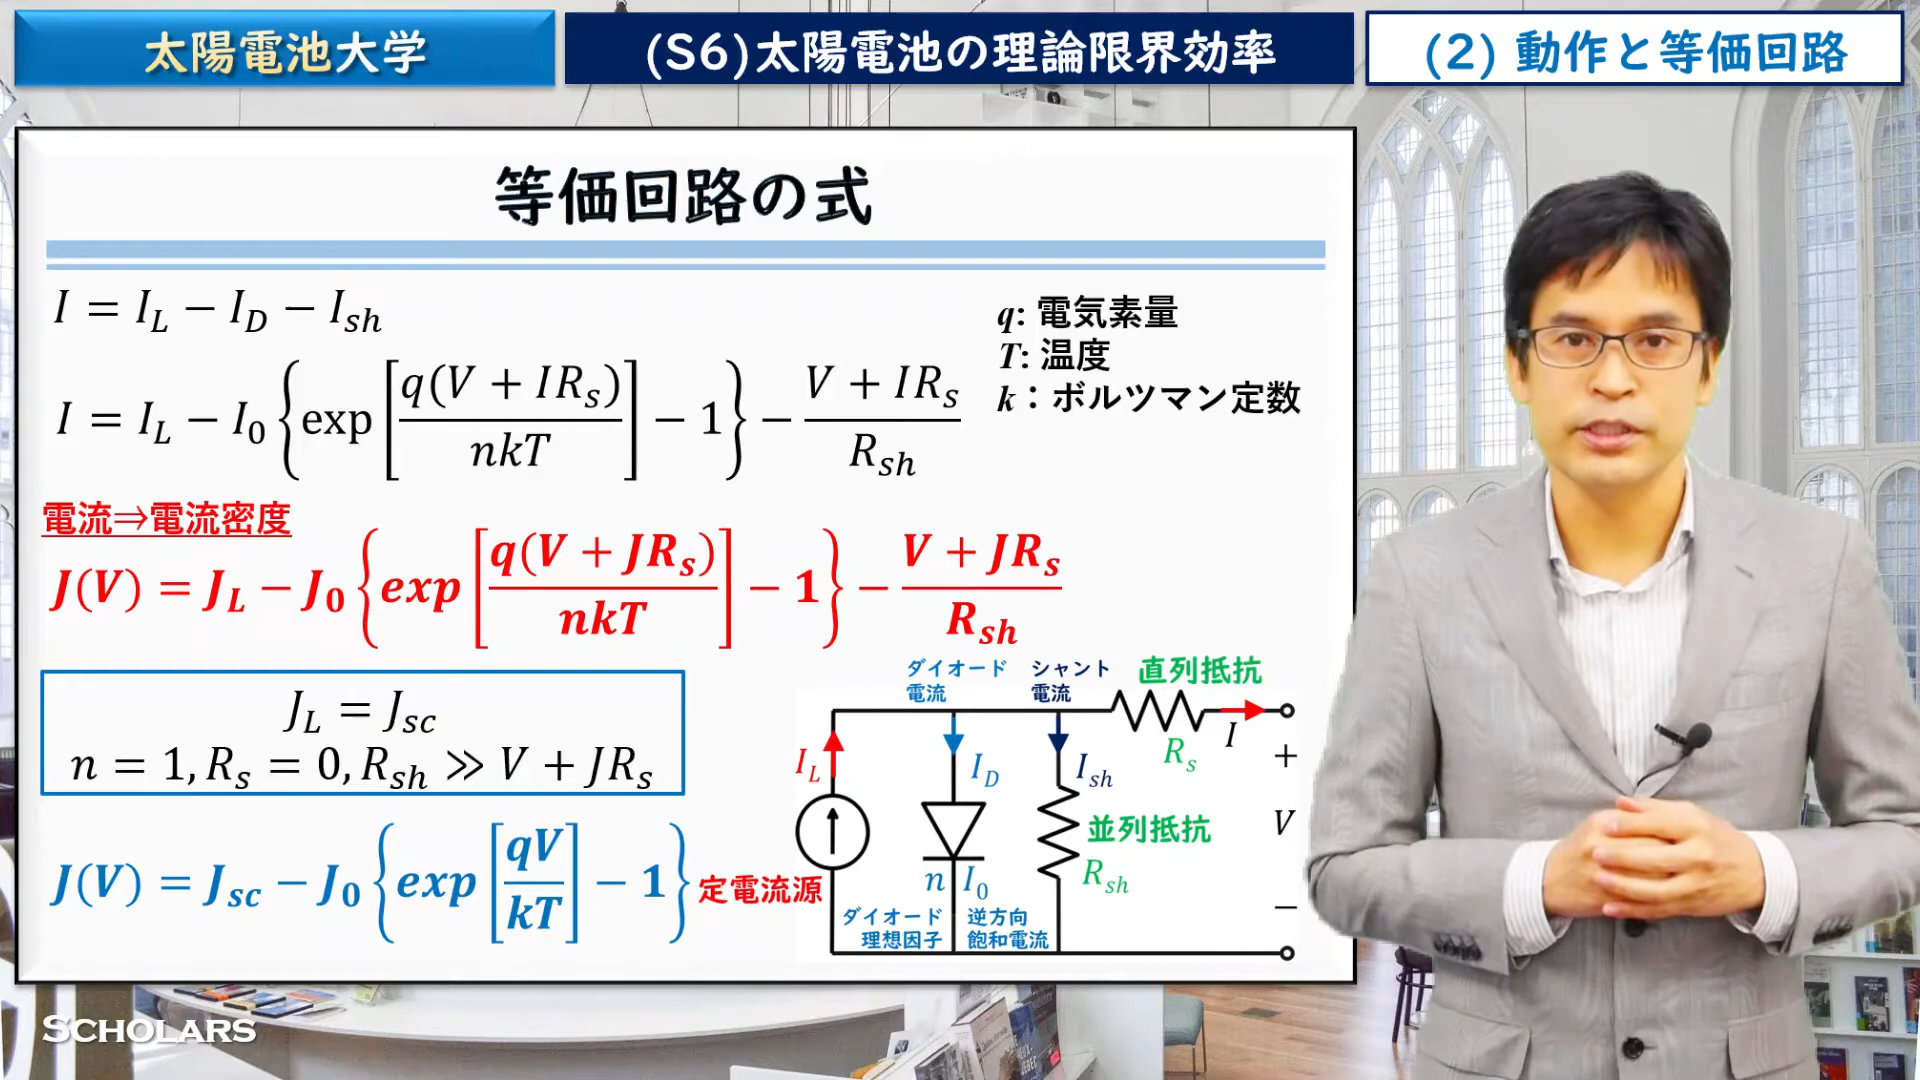 太陽電池大学
(S6)太陽電池の理論限界効率
(2) 動作と等価回路
等価回路の式
I = I_L − I_D − I_sh
I = I_L − I_0 {exp [q(V + IR_s) / nkT] − 1} − (V + IR_s) / R_sh
q: 電気素量
T: 温度
k：ボルツマン定数
電流⇒電流密度
J(V) = J_L − J_0 {exp [q(V + JR_s) / nkT] − 1} − (V + JR_s) / R_sh
J_L = J_sc
n = 1, R_s = 0, R_sh ≫ V + JR_s
J(V) = J_sc − J_0 {exp [qV / kT] − 1}
定電流源
ダイオード
電流
シャント
電流
直列抵抗
I_L
I_D
I_sh
R_s
I
+
V
−
並列抵抗
R_sh
n
I_0
ダイオード
理想因子
逆方向
飽和電流
SCHOLARS